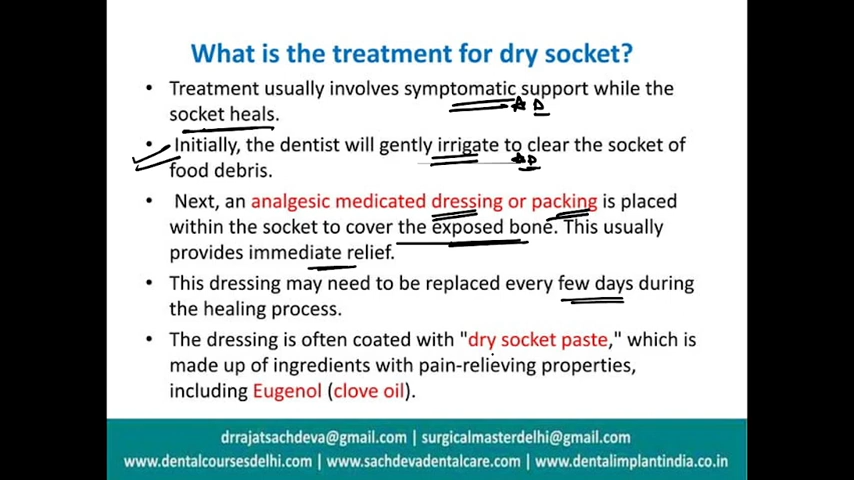 What is the treatment for dry socket?
• Treatment usually involves symptomatic support while the
socket heals.
• Initially, the dentist will gently irrigate to clear the socket of
food debris.
• Next, an analgesic medicated dressing or packing is placed
within the socket to cover the exposed bone. This usually
provides immediate relief.
• This dressing may need to be replaced every few days during
the healing process.
• The dressing is often coated with "dry socket paste," which is
made up of ingredients with pain-relieving properties,
including Eugenol (clove oil).
drrajatsachdeva@gmail.com | surgicalmasterdelhi@gmail.com
www.dentalcoursesdelhi.com | www.sachdevadentalcare.com | www.dentalimplantindia.co.in